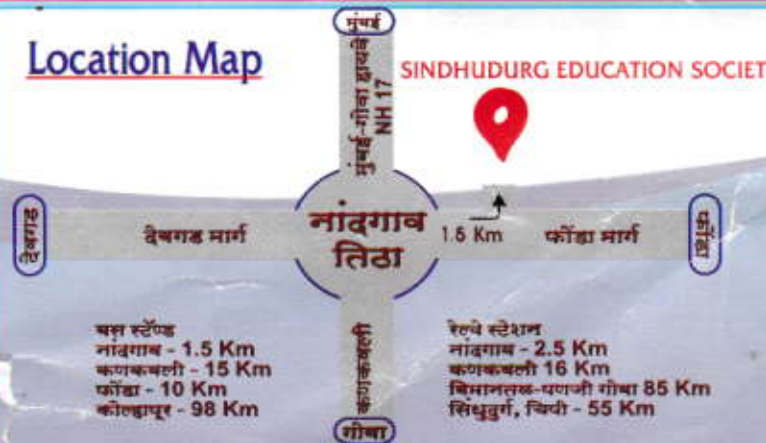 Location Map
SINDHUDURG EDUCATION SOCIET
मुंबई
मुंबई-गोवा हायवे
NH 17
देवगड
देवगड मार्ग
नांदगाव
तिठा
1.5 Km
फोंडा मार्ग
फोंडा
कणकवली
गोवा
बस स्टॅण्ड
नांदगाव - 1.5 Km
कणकवली - 15 Km
फोंडा - 10 Km
कोल्हापूर - 98 Km
रेल्वे स्टेशन
नांदगाव - 2.5 Km
कणकवली 16 Km
विमानतळ-पणजी गोवा 85 Km
सिंधुदुर्ग, चिपी - 55 Km